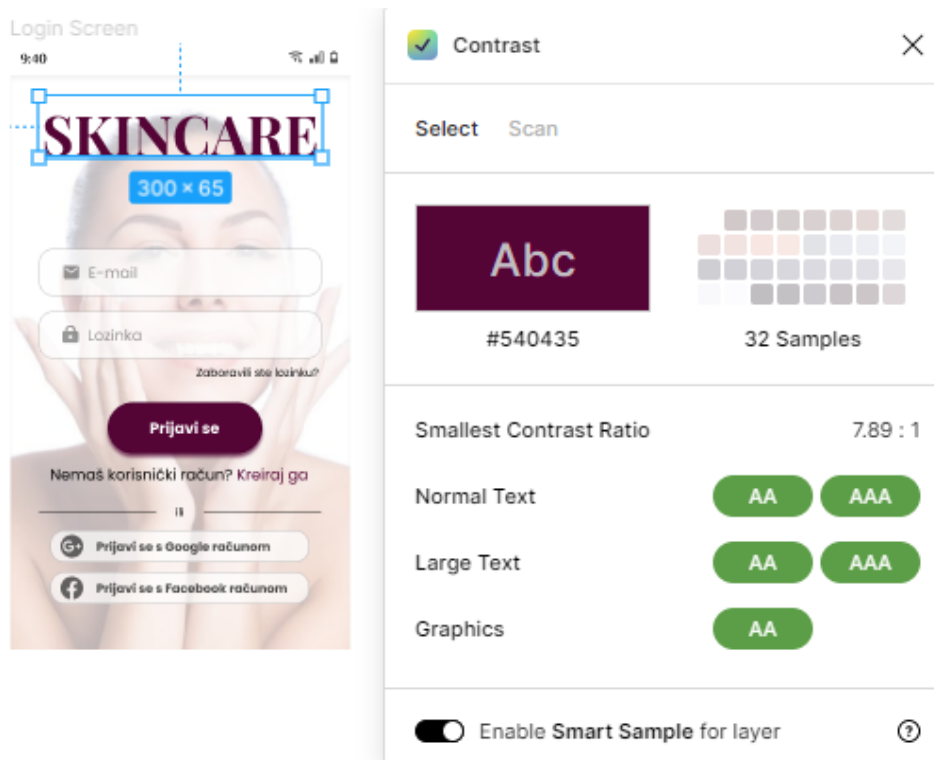 Login Screen
9:40
SKINCARE
300 × 65
E-mail
Lozinka
Zaboravili ste lozinku?
Prijavi se
Nemaš korisnički račun? Kreiraj ga
ili
G+ Prijavi se s Google računom
Prijavi se s Facebook računom
Contrast
Select Scan
Abc
#540435 32 Samples
Smallest Contrast Ratio 7.89 : 1
Normal Text AA AAA
Large Text AA AAA
Graphics AA
Enable Smart Sample for layer ?